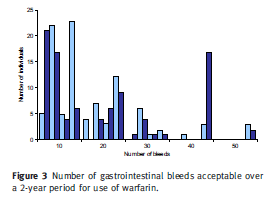 25
20
15
10
5
0
Number of individuals
10 20 30 40 50
Number of bleeds
Figure 3 Number of gastrointestinal bleeds acceptable over
a 2-year period for use of warfarin.